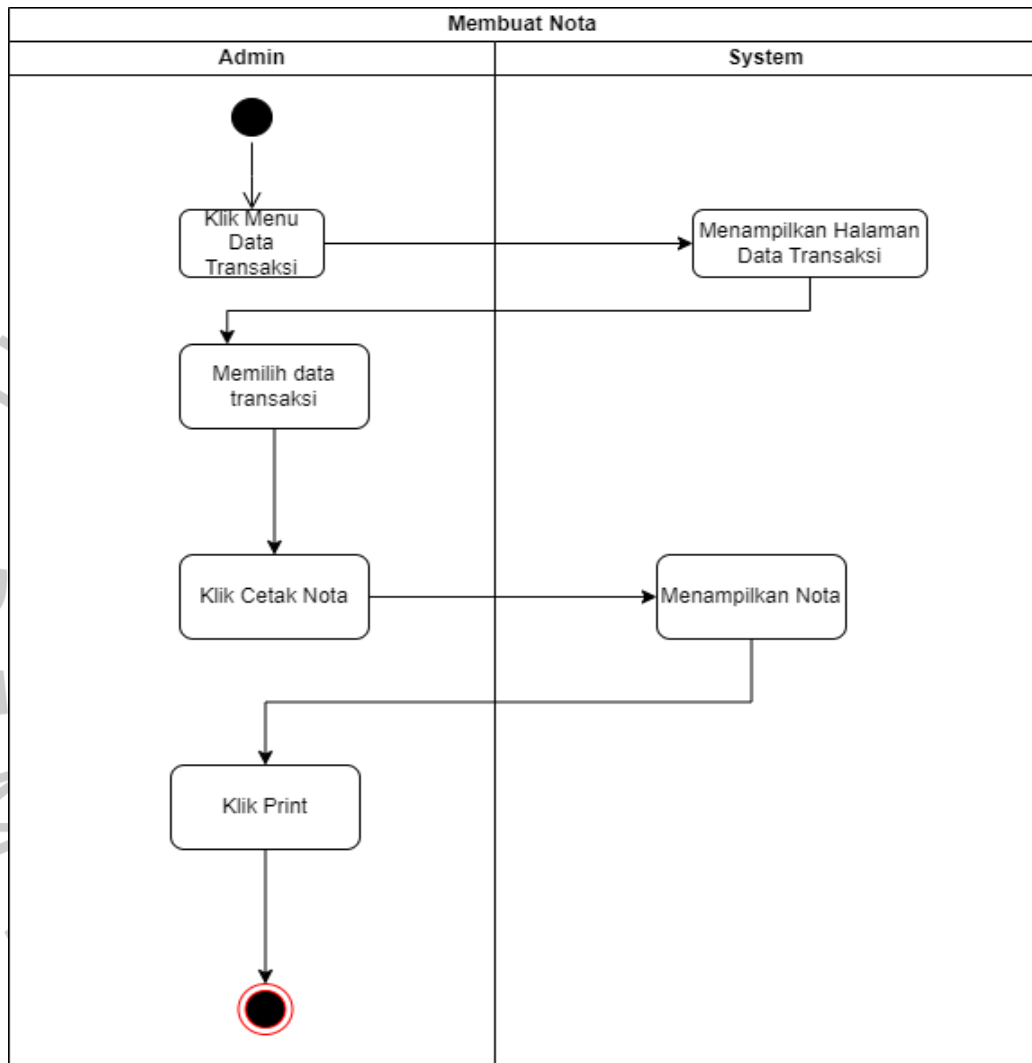 Membuat Nota
Admin
System
Klik Menu
Data
Transaksi
Menampilkan Halaman
Data Transaksi
Memilih data
transaksi
Klik Cetak Nota
Menampilkan Nota
Klik Print